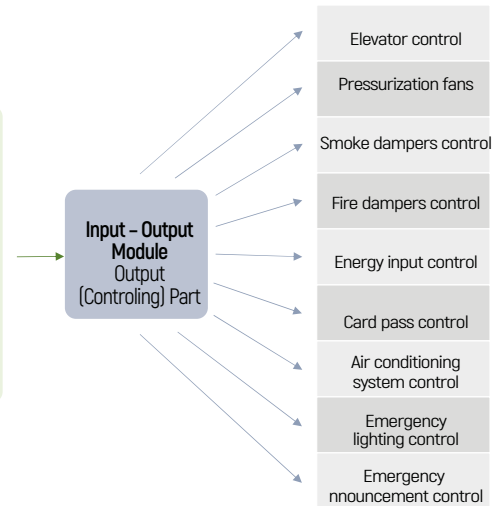 Input – Output
Module
Output
(Controling) Part
Elevator control
Pressurization fans
Smoke dampers control
Fire dampers control
Energy input control
Card pass control
Air conditioning
system control
Emergency
lighting control
Emergency
nnouncement control